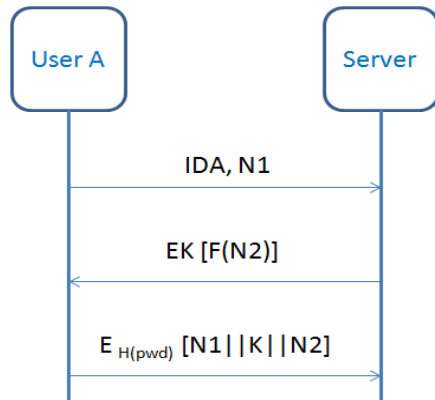 User A
Server
IDA, N1
EK [F(N2)]
E H(pwd) [N1||K||N2]